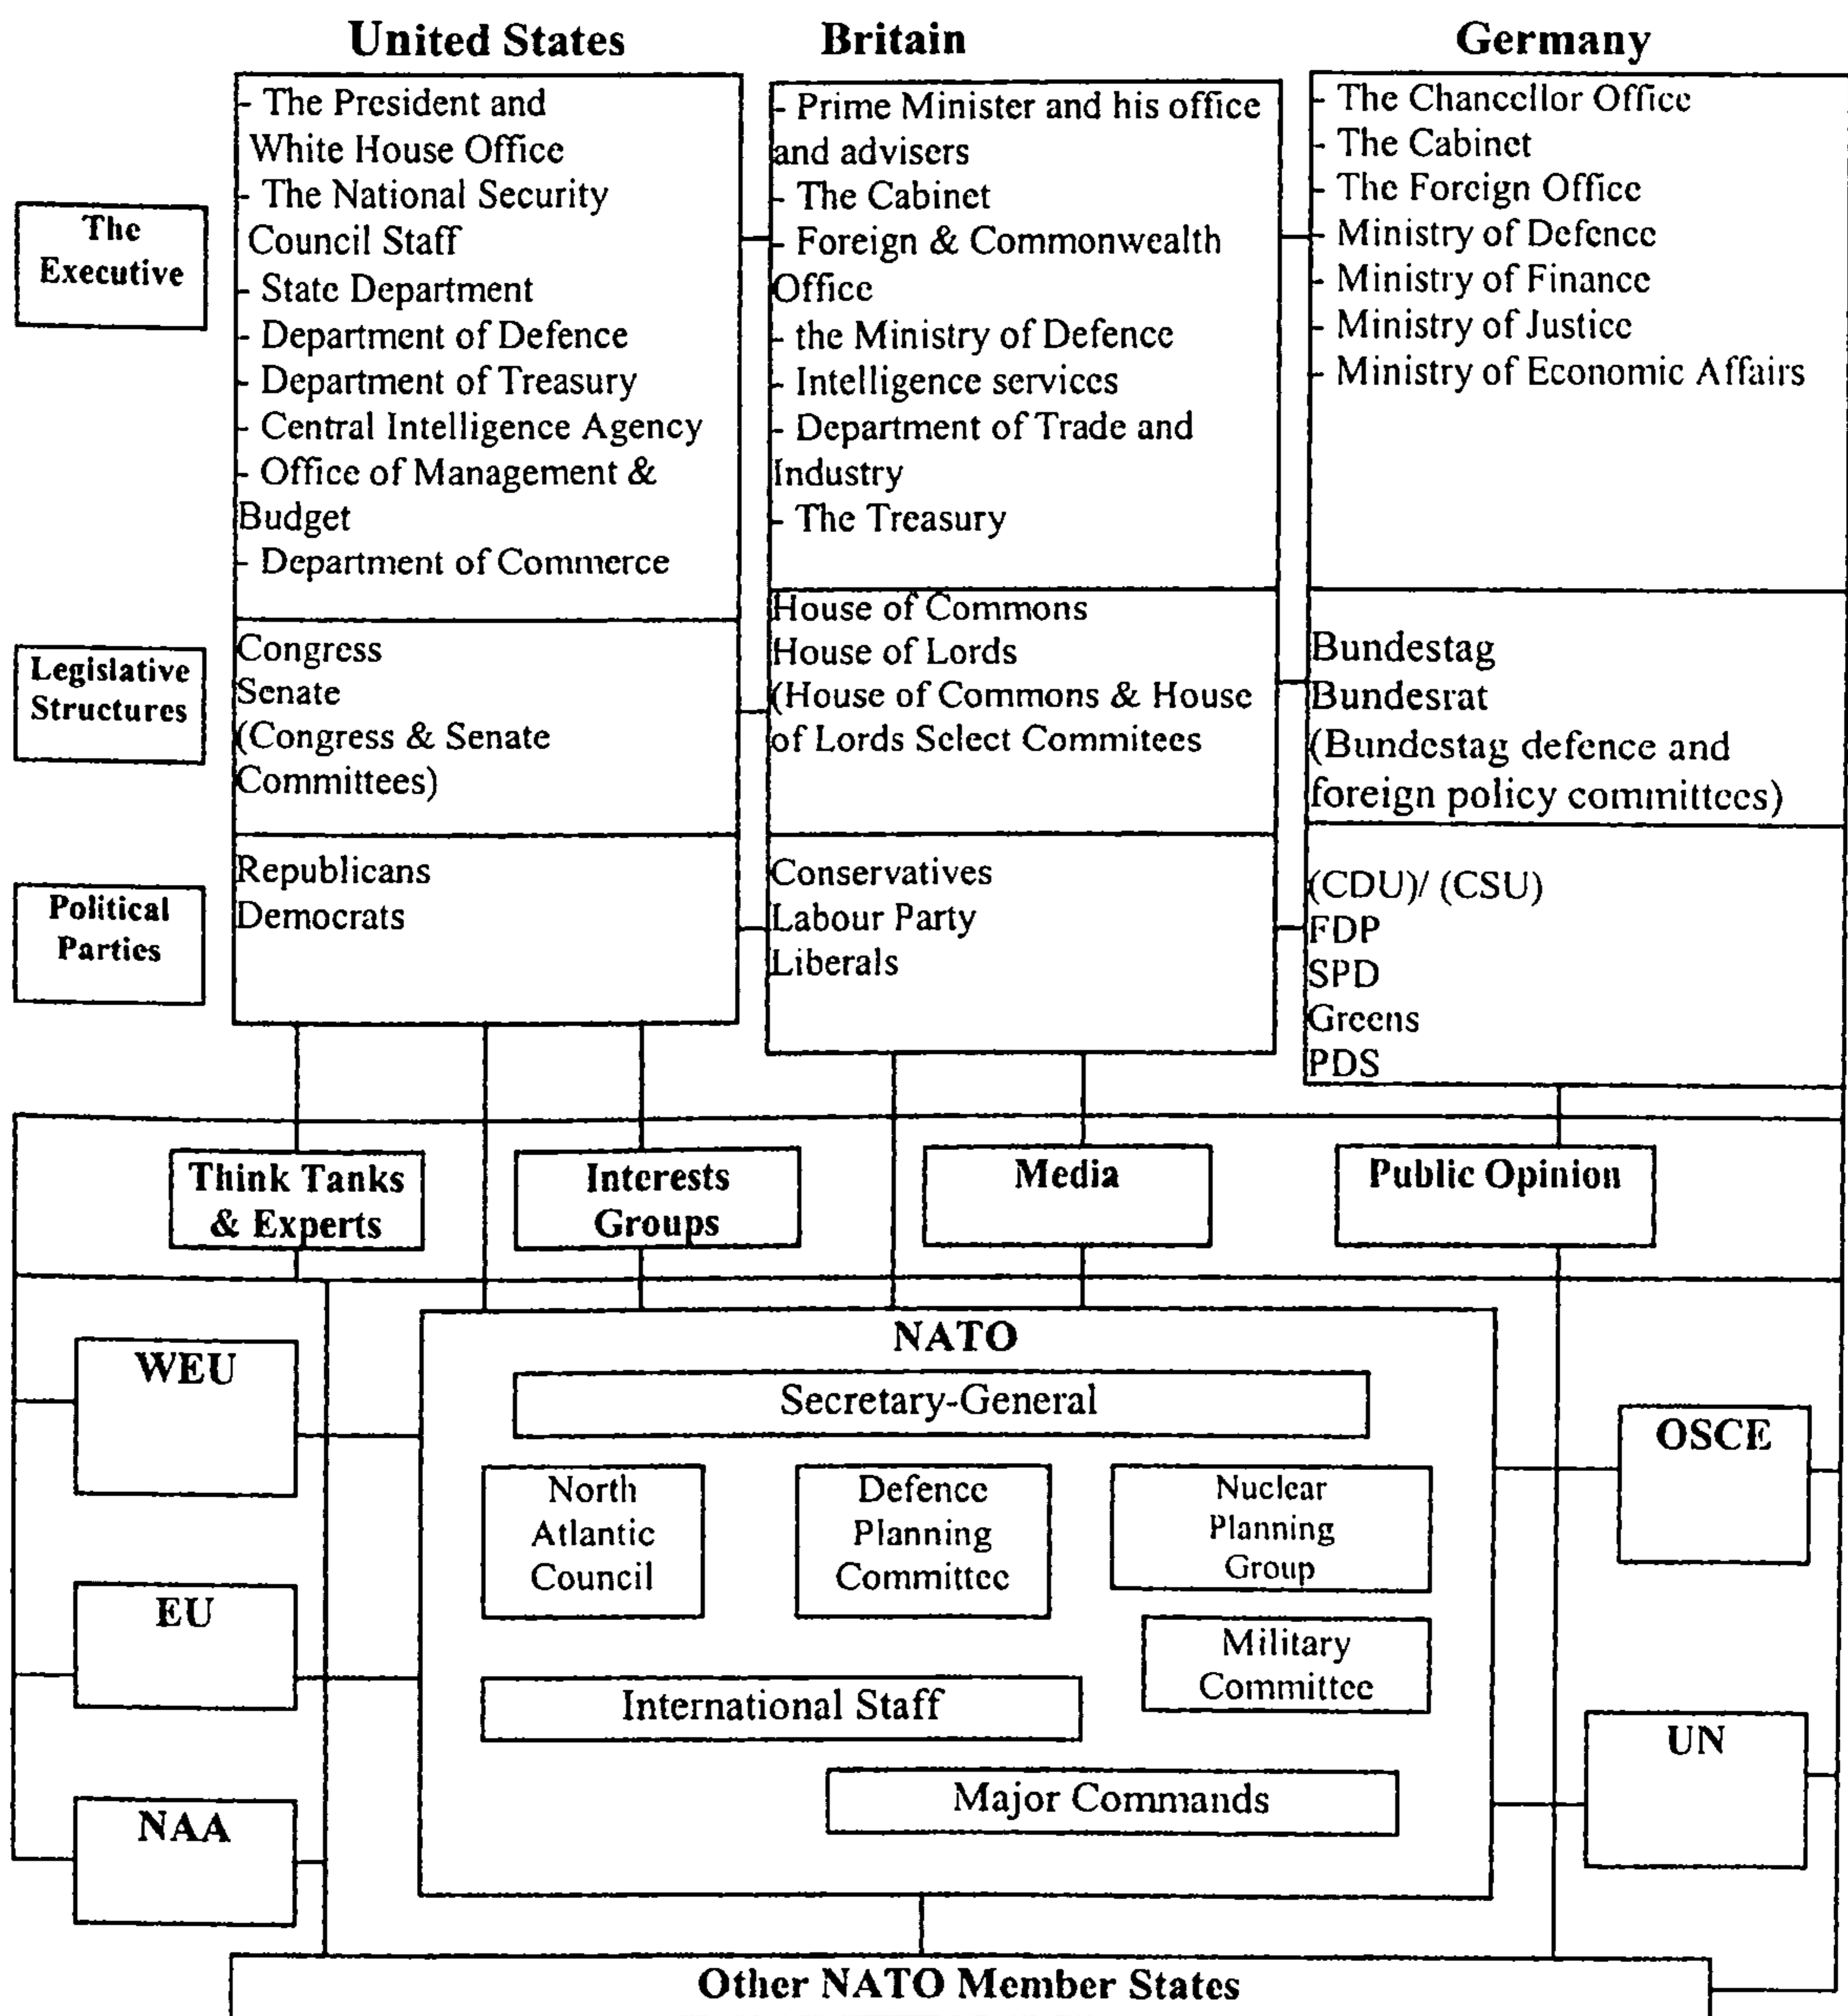 United States
Britain
Germany
The
Executive
- The President and
White House Office
- The National Security
Council Staff
- State Department
- Department of Defence
- Department of Treasury
- Central Intelligence Agency
- Office of Management &
Budget
- Department of Commerce
- Prime Minister and his office
and advisers
- The Cabinet
- Foreign & Commonwealth
Office
- the Ministry of Defence
- Intelligence services
- Department of Trade and
Industry
- The Treasury
- The Chancellor Office
- The Cabinet
- The Foreign Office
- Ministry of Defence
- Ministry of Finance
- Ministry of Justice
- Ministry of Economic Affairs
Legislative
Structures
Congress
Senate
(Congress & Senate
Committees)
House of Commons
House of Lords
(House of Commons & House
of Lords Select Commitees
Bundestag
Bundesrat
(Bundestag defence and
foreign policy committees)
Political
Parties
Republicans
Democrats
Conservatives
Labour Party
Liberals
(CDU)/ (CSU)
FDP
SPD
Greens
PDS
Think Tanks
& Experts
Interests
Groups
Media
Public Opinion
WEU
EU
NAA
NATO
Secretary-General
North
Atlantic
Council
Defence
Planning
Committee
Nuclear
Planning
Group
Military
Committee
International Staff
Major Commands
OSCE
UN
Other NATO Member States